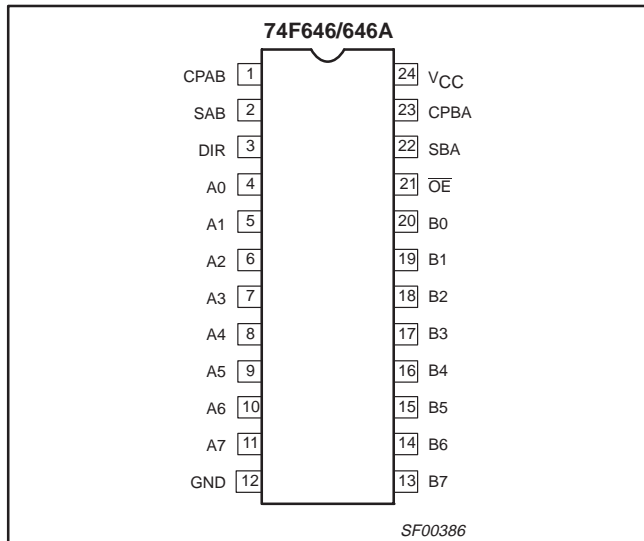 74F646/646A
CPAB 1 24 VCC
SAB 2 23 CPBA
DIR 3 22 SBA
A0 4 21 OE
A1 5 20 B0
A2 6 19 B1
A3 7 18 B2
A4 8 17 B3
A5 9 16 B4
A6 10 15 B5
A7 11 14 B6
GND 12 13 B7
SF00386